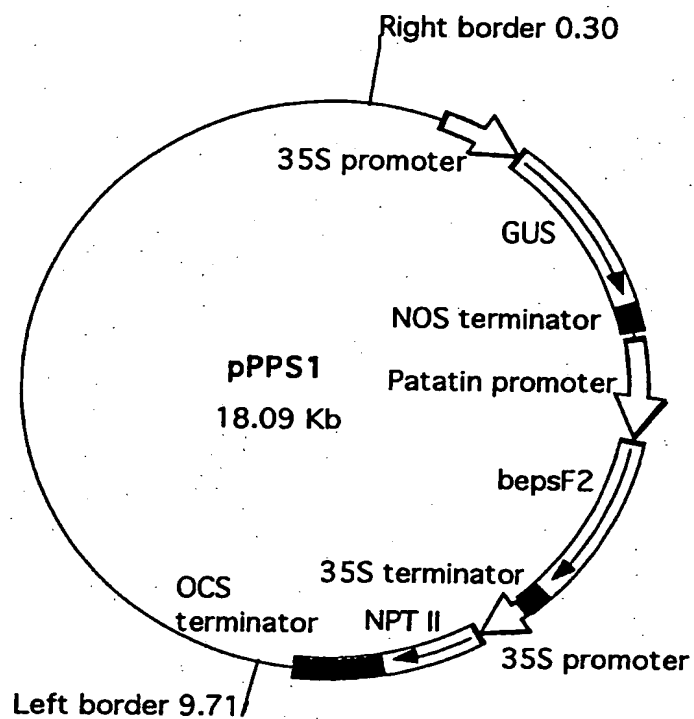 Right border 0.30
35S promoter
GUS
NOS terminator
pPPS1
18.09 Kb
Patatin promoter
bepsF2
35S terminator
OCS
terminator
NPT II
35S promoter
Left border 9.71